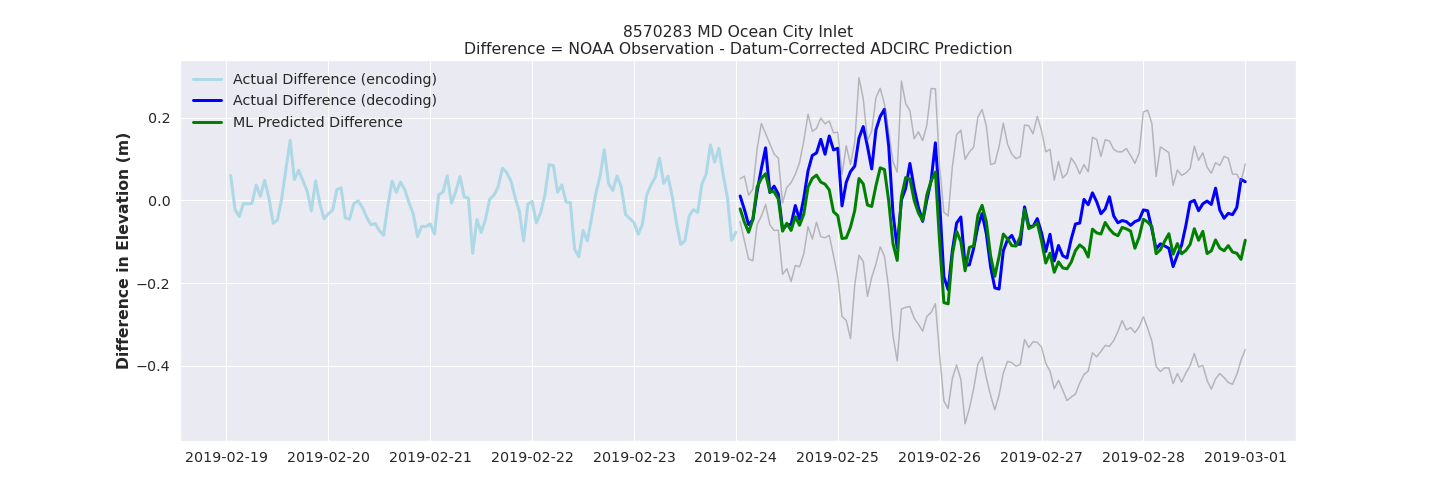 8570283 MD Ocean City Inlet
Difference = NOAA Observation - Datum-Corrected ADCIRC Prediction
Actual Difference (encoding)
Actual Difference (decoding)
ML Predicted Difference
Difference in Elevation (m)
0.2
0.0
−0.2
−0.4
2019-02-19 2019-02-20 2019-02-21 2019-02-22 2019-02-23 2019-02-24 2019-02-25 2019-02-26 2019-02-27 2019-02-28 2019-03-01